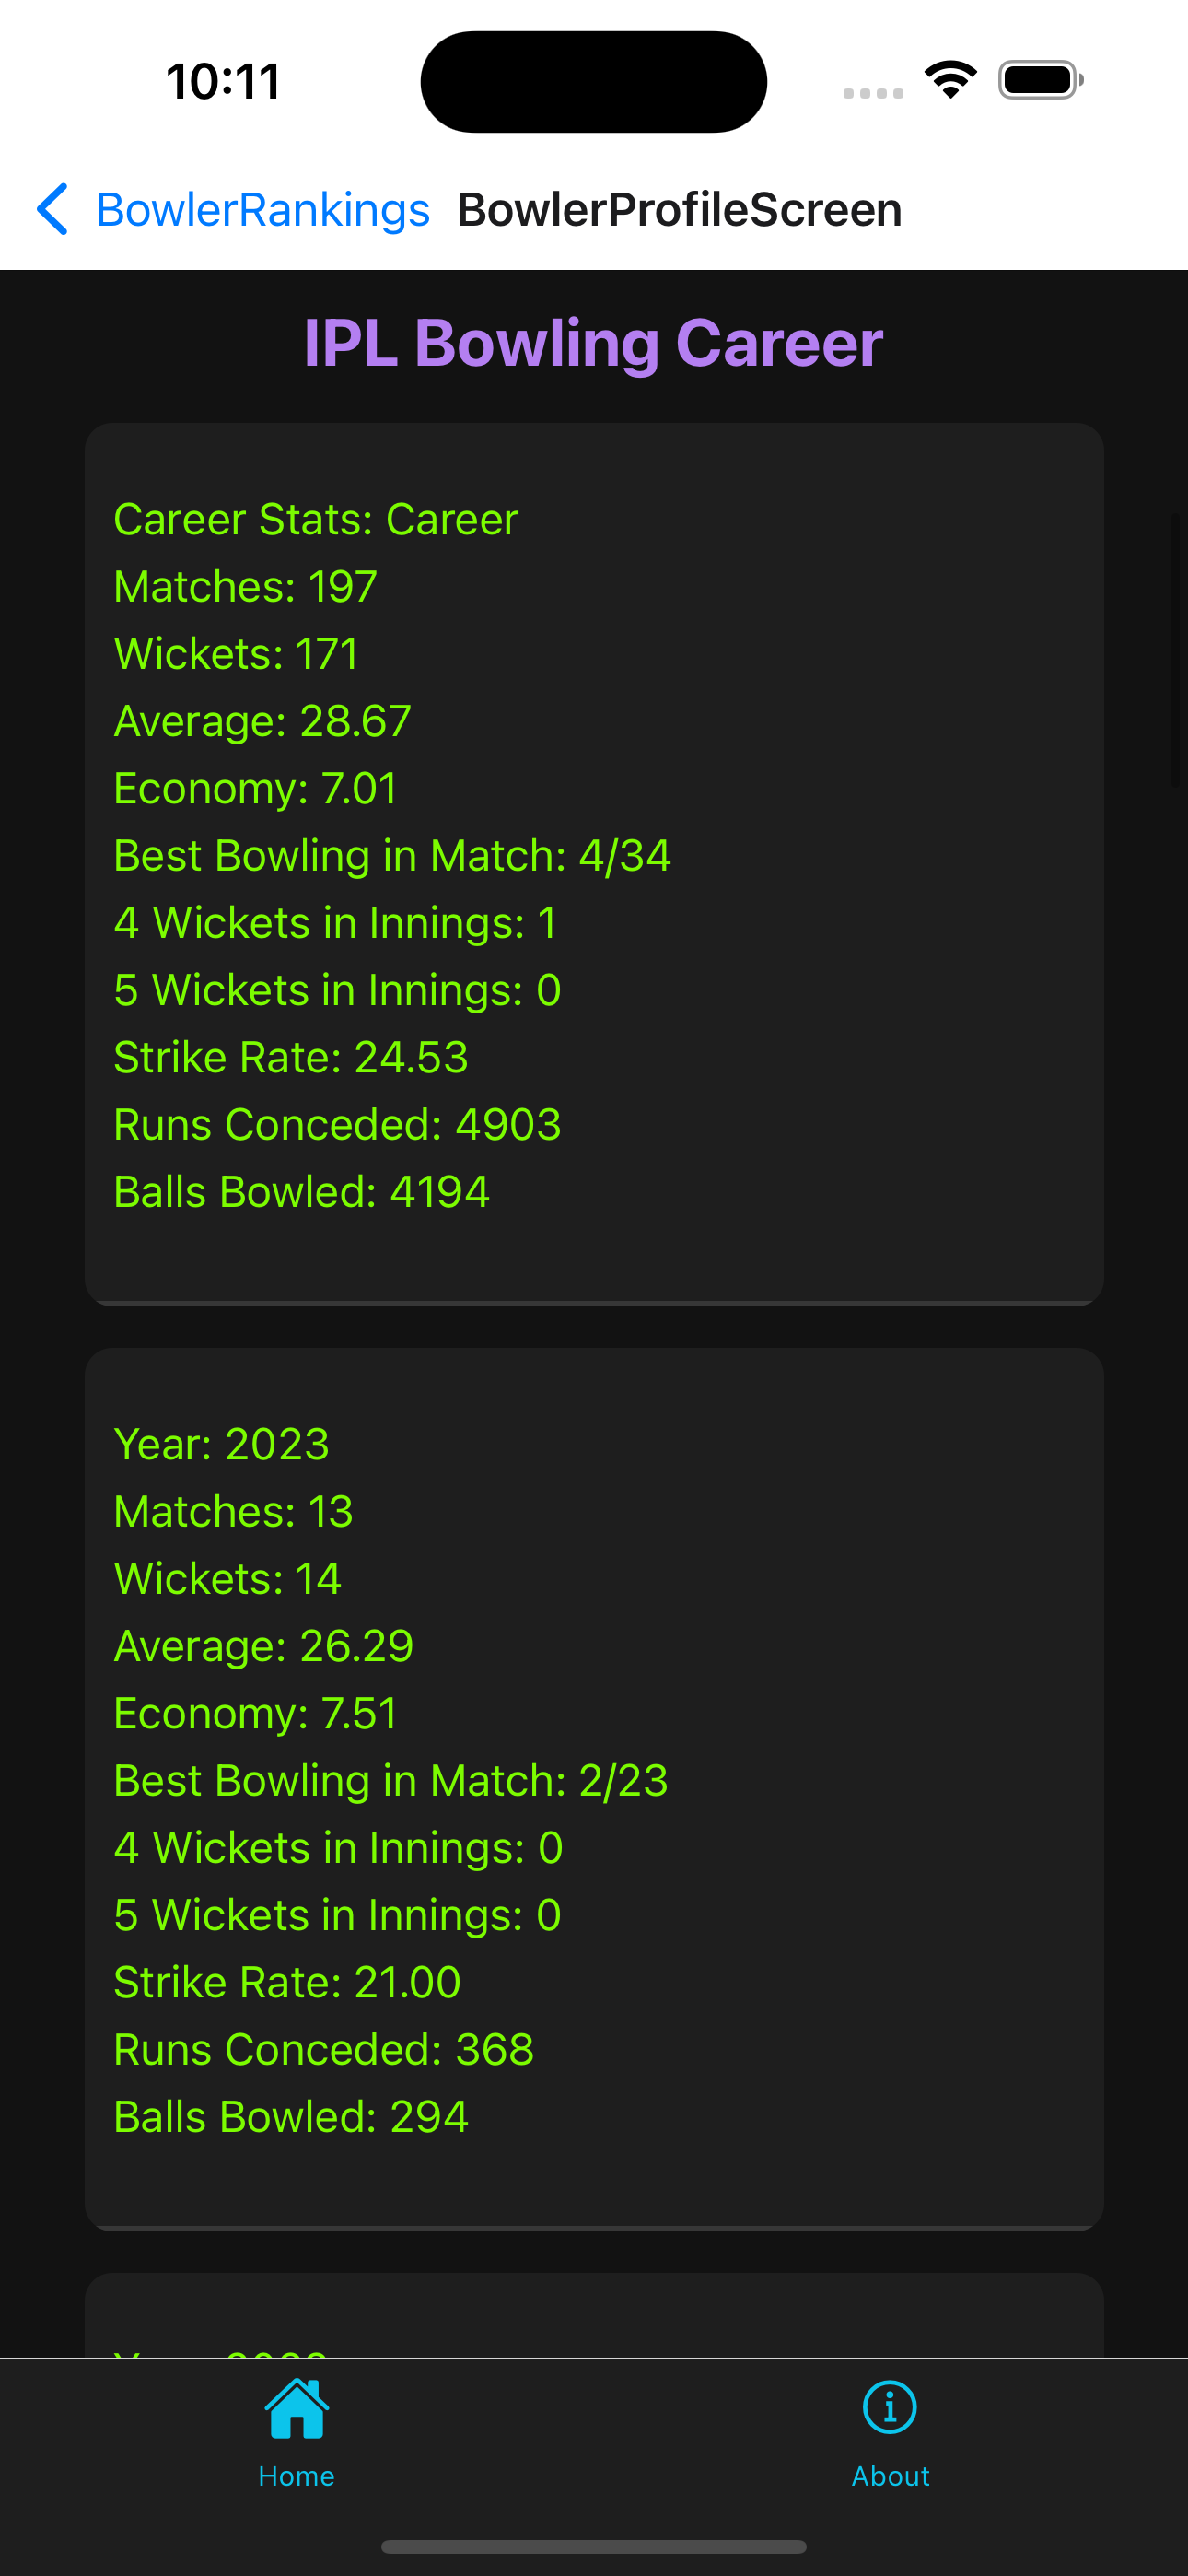 10:11
BowlerRankings BowlerProfileScreen
IPL Bowling Career
Career Stats: Career
Matches: 197
Wickets: 171
Average: 28.67
Economy: 7.01
Best Bowling in Match: 4/34
4 Wickets in Innings: 1
5 Wickets in Innings: 0
Strike Rate: 24.53
Runs Conceded: 4903
Balls Bowled: 4194
Year: 2023
Matches: 13
Wickets: 14
Average: 26.29
Economy: 7.51
Best Bowling in Match: 2/23
4 Wickets in Innings: 0
5 Wickets in Innings: 0
Strike Rate: 21.00
Runs Conceded: 368
Balls Bowled: 294
Home
About